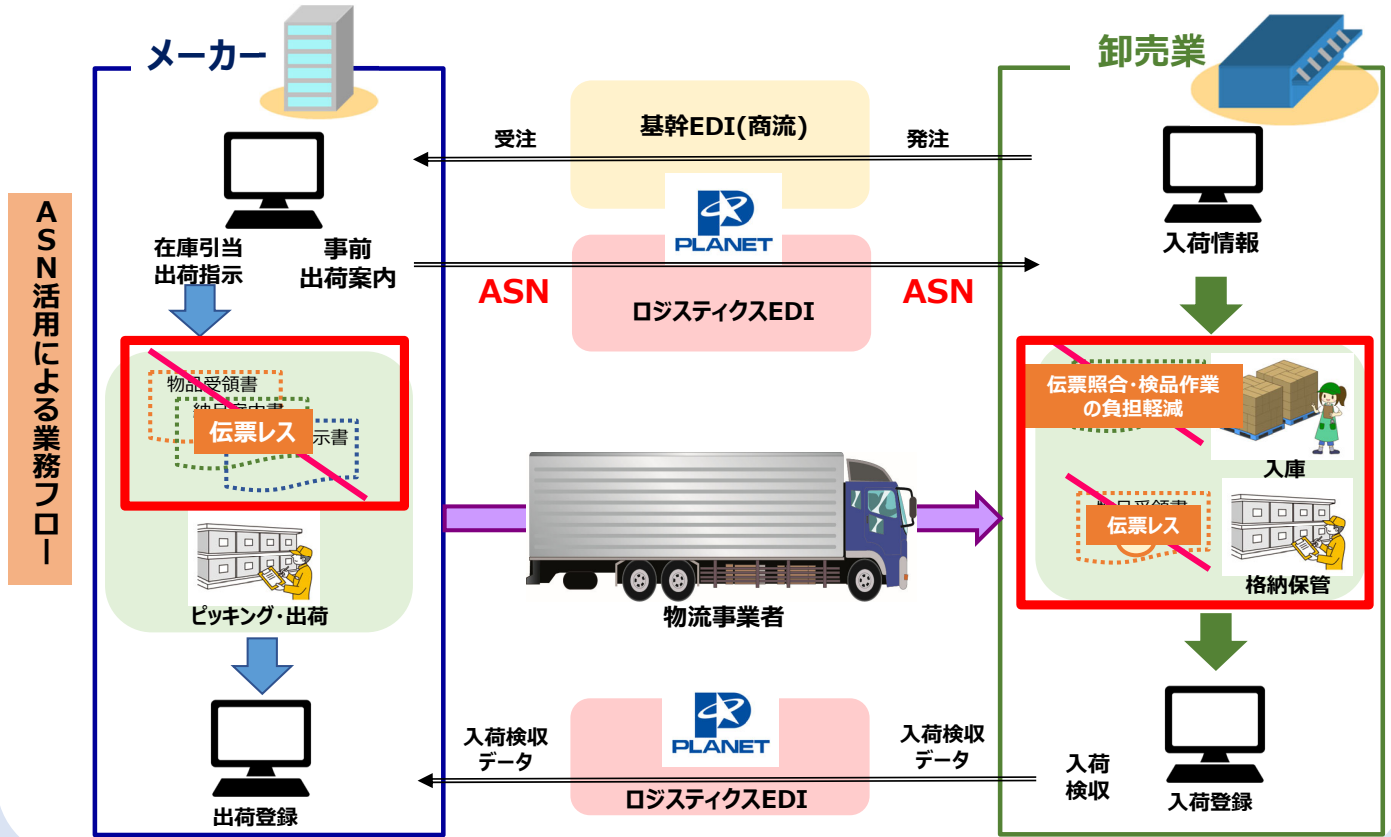 メーカー
卸売業
基幹EDI(商流)
受注
発注
PLANET
ASN活用による業務フロー
在庫引当
出荷指示
事前
出荷案内
入荷情報
ASN
ASN
ロジスティクスEDI
物品受領書
伝票レス
示書
伝票照合・検品作業
の負担軽減
入庫
伝票レス
格納保管
ピッキング・出荷
物流事業者
PLANET
入荷検収
データ
入荷検収
データ
入荷
検収
ロジスティクスEDI
出荷登録
入荷登録